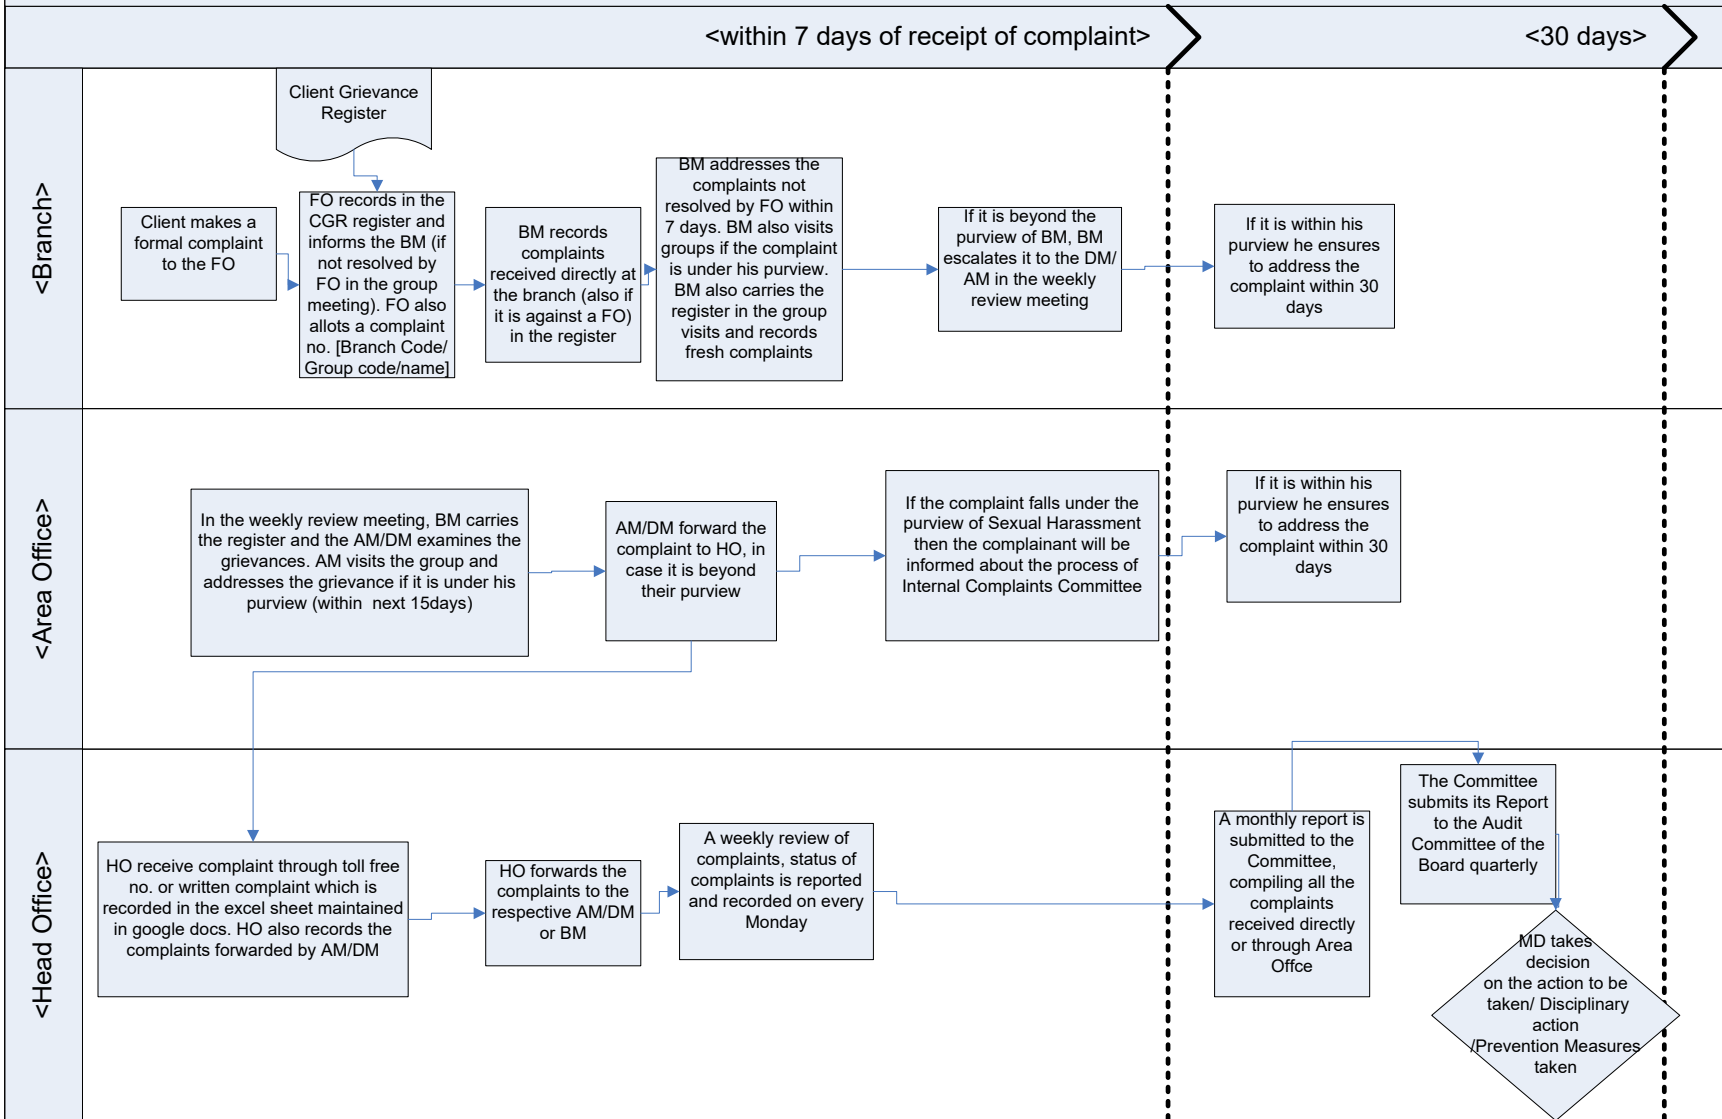 <within 7 days of receipt of complaint>
<30 days>
<Branch>
Client Grievance
Register
Client makes a
formal complaint
to the FO
FO records in the
CGR register and
informs the BM (if
not resolved by
FO in the group
meeting). FO also
allots a complaint
no. [Branch Code/
Group code/name]
BM records
complaints
received directly at
the branch (also if
it is against a FO)
in the register
BM addresses the
complaints not
resolved by FO within
7 days. BM also visits
groups if the complaint
is under his purview.
BM also carries the
register in the group
visits and records
fresh complaints
If it is beyond the
purview of BM, BM
escalates it to the DM/
AM in the weekly
review meeting
If it is within his
purview he ensures
to address the
complaint within 30
days
<Area Office>
In the weekly review meeting, BM carries
the register and the AM/DM examines the
grievances. AM visits the group and
addresses the grievance if it is under his
purview (within  next 15days)
AM/DM forward the
complaint to HO, in
case it is beyond
their purview
If the complaint falls under the
purview of Sexual Harassment
then the complainant will be
informed about the process of
Internal Complaints Committee
If it is within his
purview he ensures
to address the
complaint within 30
days
<Head Office>
HO receive complaint through toll free
no. or written complaint which is
recorded in the excel sheet maintained
in google docs. HO also records the
complaints forwarded by AM/DM
HO forwards the
complaints to the
respective AM/DM
or BM
A weekly review of
complaints, status of
complaints is reported
and recorded on every
Monday
A monthly report is
submitted to the
Committee,
compiling all the
complaints
received directly
or through Area
Offce
The Committee
submits its Report
to the Audit
Committee of the
Board quarterly
MD takes
decision
on the action to be
taken/ Disciplinary
action
/Prevention Measures
taken